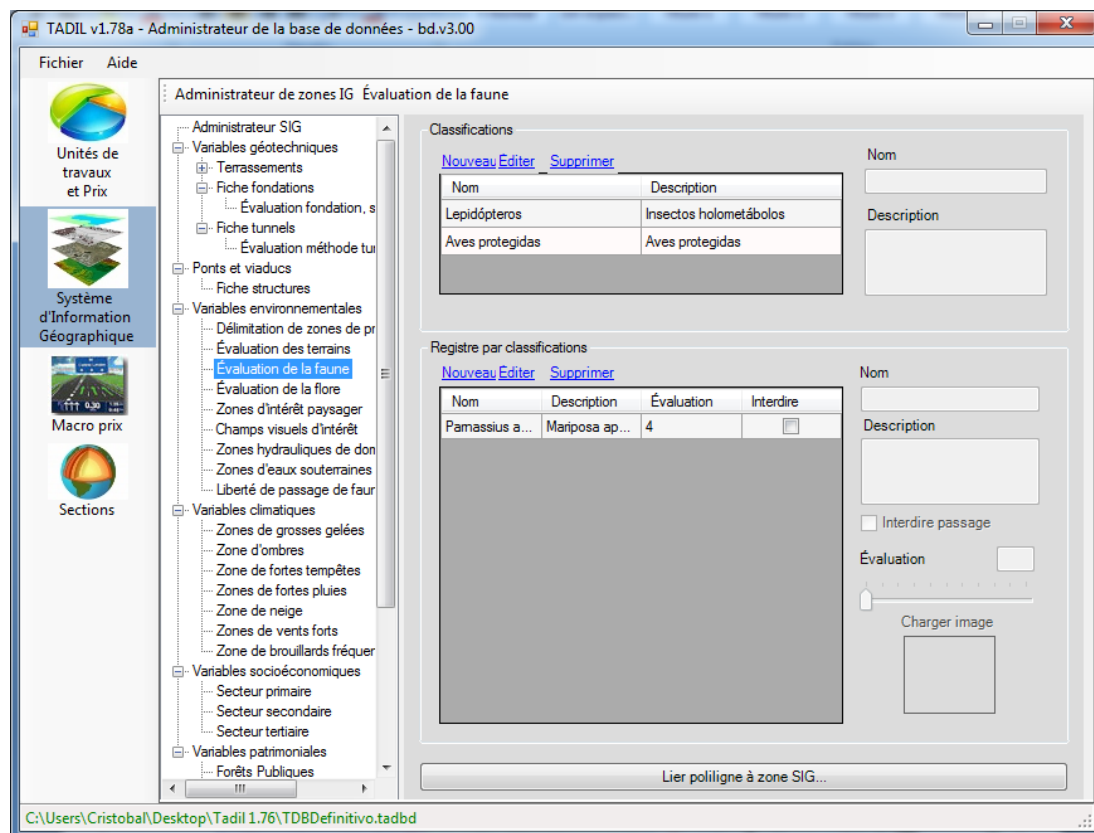 TADIL v1.78a - Administrateur de la base de données - bd.v3.00
Fichier Aide
Unités de
travaux
et Prix
Système
d'Information
Géographique
Macro prix
Sections
Administrateur de zones IG Évaluation de la faune
Administrateur SIG
Variables géotechniques
Terrassements
Fiche fondations
Évaluation fondation, s
Fiche tunnels
Évaluation méthode tur
Ponts et viaducs
Fiche structures
Variables environnementales
Délimitation de zones de pr
Évaluation des terrains
Évaluation de la faune
Évaluation de la flore
Zones d'intérêt paysager
Champs visuels d'intérêt
Zones hydrauliques de don
Zones d'eaux souterraines
Liberté de passage de faur
Variables climatiques
Zones de grosses gelées
Zone d'ombres
Zone de fortes tempêtes
Zones de fortes pluies
Zone de neige
Zones de vents forts
Zone de brouillards fréquer
Variables socioéconomiques
Secteur primaire
Secteur secondaire
Secteur tertiaire
Variables patrimoniales
Forêts Publiques
Classifications
Nouveau Éditer Supprimer
Nom Description
Lepidópteros Insectos holometábolos
Aves protegidas Aves protegidas
Nom
Description
Registre par classifications
Nouveau Éditer Supprimer
Nom Description Évaluation Interdire
Parnassius a... Mariposa ap... 4
Nom
Description
Interdire passage
Évaluation
Charger image
Lier poliligne à zone SIG...
C:\Users\Cristobal\Desktop\Tadil 1.76\TDBDefinitivo.tadbd